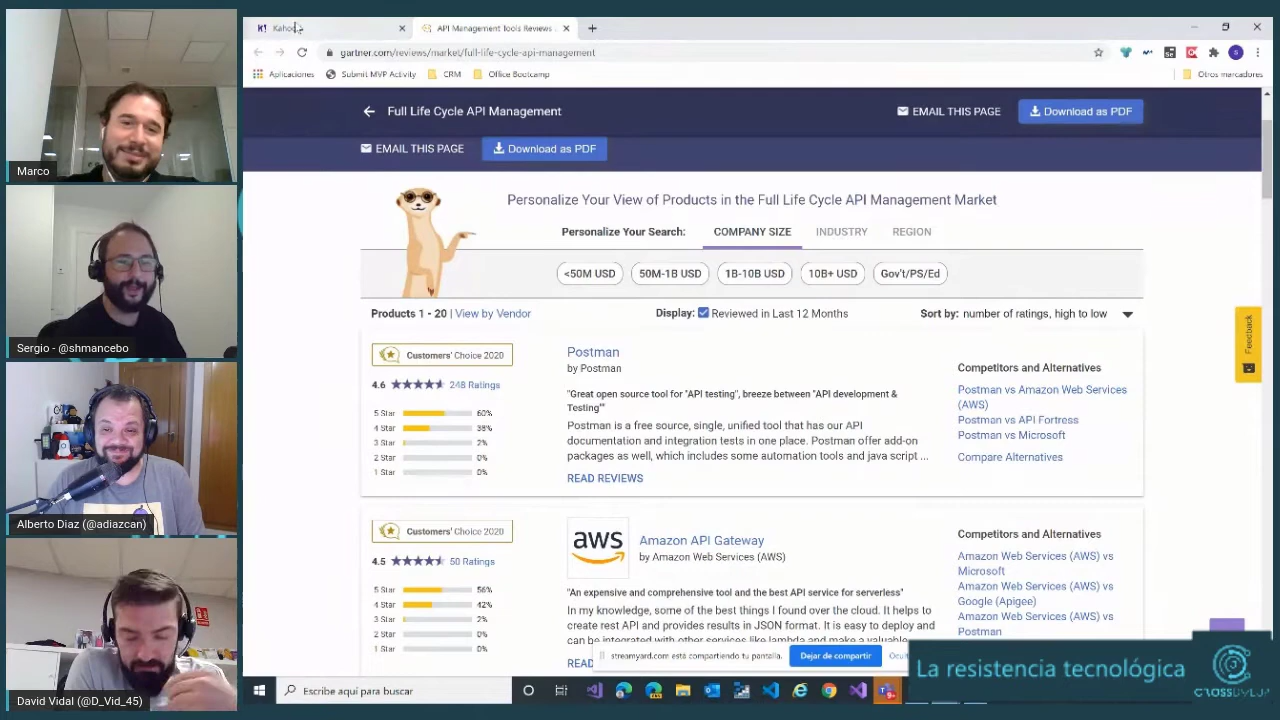 Marco
Sergio - @shmancebo
Alberto Diaz (@adiazcan)
David Vidal (@D_Vid_45)
API Management Tools Reviews
gartner.com/reviews/market/full-life-cycle-api-management
Aplicaciones
Submit MVP Activity
CRM
Office Bootcamp
Otros marcadores
Full Life Cycle API Management
EMAIL THIS PAGE
Download as PDF
EMAIL THIS PAGE
Download as PDF
Personalize Your View of Products in the Full Life Cycle API Management Market
Personalize Your Search: COMPANY SIZE INDUSTRY REGION
<50M USD 50M-1B USD 1B-10B USD 10B+ USD Gov't/PS/Ed
Products 1 - 20 | View by Vendor
Display: Reviewed in Last 12 Months
Sort by: number of ratings, high to low
Feedback
Customers' Choice 2020
4.6 248 Ratings
5 Star 60%
4 Star 38%
3 Star 2%
2 Star 0%
1 Star 0%
Postman
by Postman
"Great open source tool for "API testing", breeze between "API development &
Testing""
Postman is a free source, single, unified tool that has our API
documentation and integration tests in one place. Postman offer add-on
packages as well, which includes some automation tools and java script ...
READ REVIEWS
Competitors and Alternatives
Postman vs Amazon Web Services
(AWS)
Postman vs API Fortress
Postman vs Microsoft
Compare Alternatives
Customers' Choice 2020
4.5 50 Ratings
5 Star 56%
4 Star 42%
3 Star 2%
2 Star 0%
1 Star 0%
aws
Amazon API Gateway
by Amazon Web Services (AWS)
"An expensive and comprehensive tool and the best API service for serverless"
In my knowledge, some of the best things I found over the cloud. It helps to
create rest API and provides results in JSON format. It is easy to deploy and
can be integrated with other services like lambda and make a valuable
Competitors and Alternatives
Amazon Web Services (AWS) vs
Microsoft
Amazon Web Services (AWS) vs
Google (Apigee)
Amazon Web Services (AWS) vs
Postman
streamyard.com está compartiendo tu pantalla.
Dejar de compartir
Escribe aquí para buscar
La resistencia tecnológica